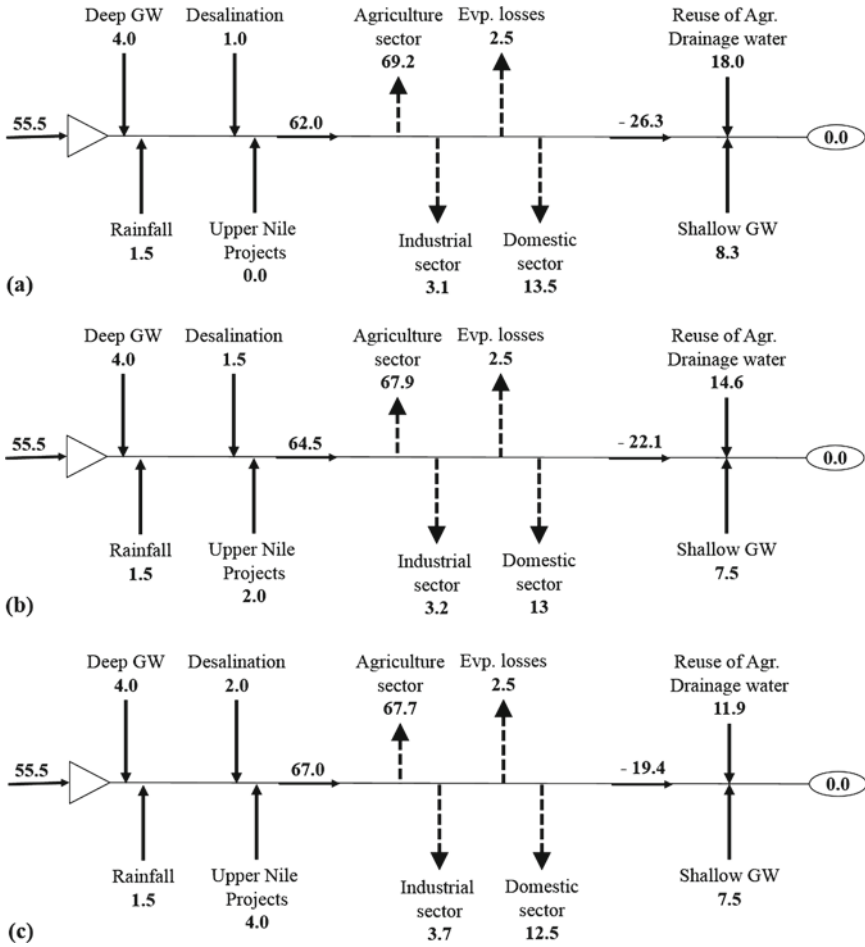 Deep GW
4.0
Desalination
1.0
Agriculture
sector
69.2
Evp. losses
2.5
Reuse of Agr.
Drainage water
18.0
55.5
62.0
- 26.3
0.0
Rainfall
1.5
Upper Nile
Projects
0.0
Industrial
sector
3.1
Domestic
sector
13.5
Shallow GW
8.3
(a)
Deep GW
4.0
Desalination
1.5
Agriculture
sector
67.9
Evp. losses
2.5
Reuse of Agr.
Drainage water
14.6
55.5
64.5
- 22.1
0.0
Rainfall
1.5
Upper Nile
Projects
2.0
Industrial
sector
3.2
Domestic
sector
13
Shallow GW
7.5
(b)
Deep GW
4.0
Desalination
2.0
Agriculture
sector
67.7
Evp. losses
2.5
Reuse of Agr.
Drainage water
11.9
55.5
67.0
- 19.4
0.0
Rainfall
1.5
Upper Nile
Projects
4.0
Industrial
sector
3.7
Domestic
sector
12.5
Shallow GW
7.5
(c)